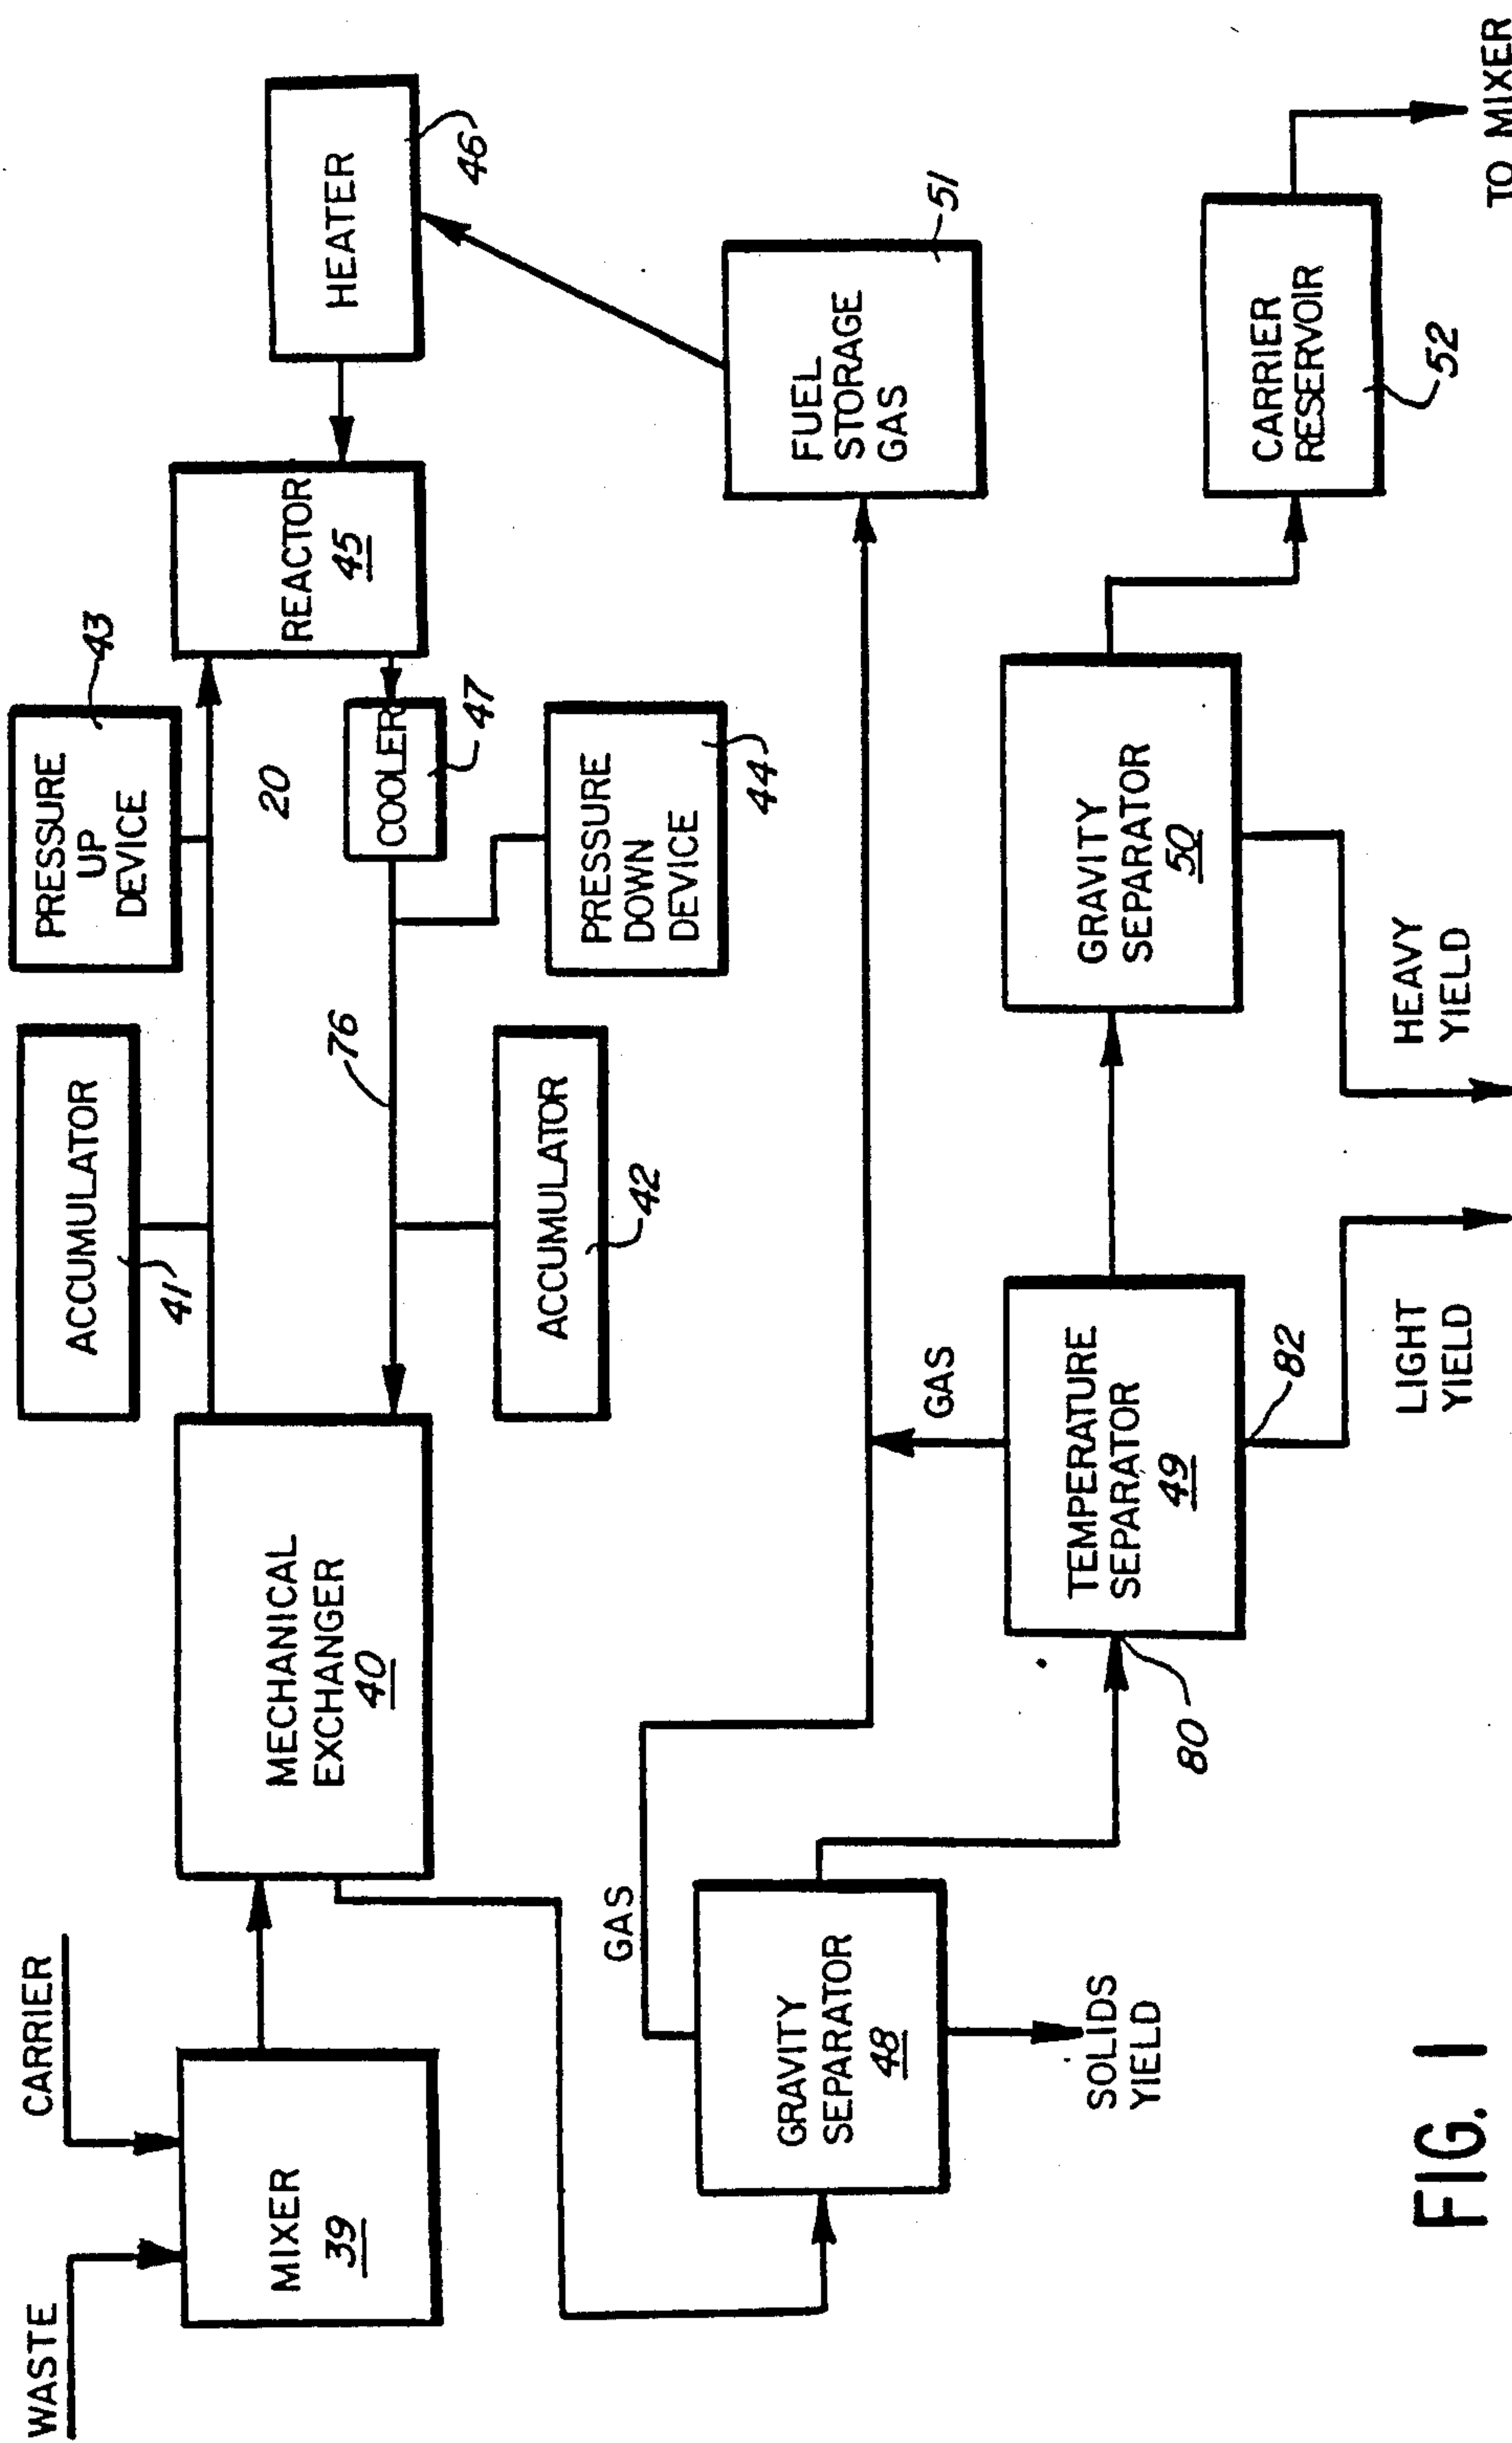 WASTE
CARRIER
MIXER
39
MECHANICAL
EXCHANGER
40
ACCUMULATOR
41
PRESSURE
UP
DEVICE
43
20
REACTOR
45
HEATER
46
COOLER
47
76
ACCUMULATOR
42
PRESSURE
DOWN
DEVICE
44
GAS
GRAVITY
SEPARATOR
48
SOLIDS
YIELD
FUEL
STORAGE
GAS
51
GAS
TEMPERATURE
SEPARATOR
49
80
82
LIGHT
YIELD
GRAVITY
SEPARATOR
50
HEAVY
YIELD
CARRIER
RESERVOIR
52
TO MIXER
FIG. 1